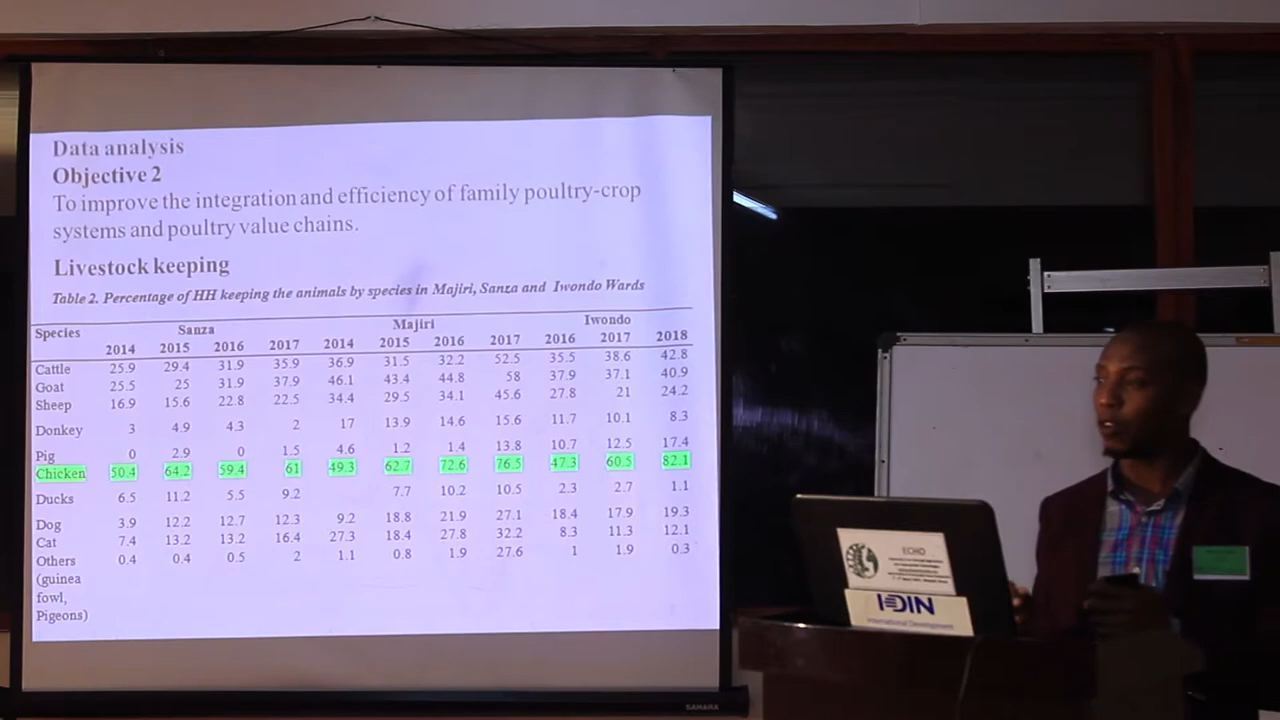 Data analysis
Objective 2
To improve the integration and efficiency of family poultry-crop
systems and poultry value chains.
Livestock keeping
Table 2. Percentage of HH keeping the animals by species in Majiri, Sanza and Iwondo Wards
Species Sanza Majiri Iwondo
2014 2015 2016 2017 2014 2015 2016 2017 2016 2017 2018
Cattle 25.9 29.4 31.9 35.9 36.9 31.5 32.2 52.5 35.5 38.6 42.8
Goat 25.5 25 31.9 37.9 46.1 43.4 44.8 58 37.9 37.1 40.9
Sheep 16.9 15.6 22.8 22.5 34.4 29.5 34.1 45.6 27.8 21 24.2
Donkey 3 4.9 4.3 2 17 13.9 14.6 15.6 11.7 10.1 8.3
Pig 0 2.9 0 1.5 4.6 1.2 1.4 13.8 10.7 12.5 17.4
Chicken 50.4 64.2 59.4 61 49.3 62.7 72.6 76.5 47.3 60.5 82.1
Ducks 6.5 11.2 5.5 9.2 7.7 10.2 10.5 2.3 2.7 1.1
Dog 3.9 12.2 12.7 12.3 9.2 18.8 21.9 27.1 18.4 17.9 19.3
Cat 7.4 13.2 13.2 16.4 27.3 18.4 27.8 32.2 8.3 11.3 12.1
Others 0.4 0.4 0.5 2 1.1 0.8 1.9 27.6 1 1.9 0.3
(guinea
fowl,
Pigeons)
SAHARA
ECHO
IDIN
International Development